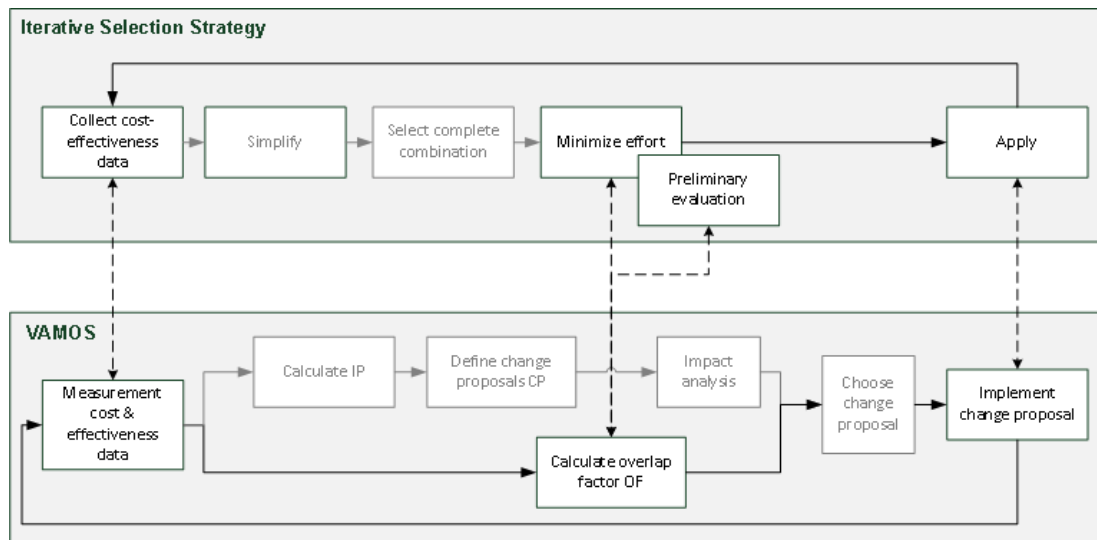 Iterative Selection Strategy
Collect cost-
effectiveness
data
Simplify
Select complete
combination
Minimize effort
Preliminary
evaluation
Apply
VAMOS
Measurement
cost &
effectiveness
data
Calculate IP
Define change
proposals CP
Impact
analysis
Calculate overlap
factor OF
Choose
change
proposal
Implement
change proposal